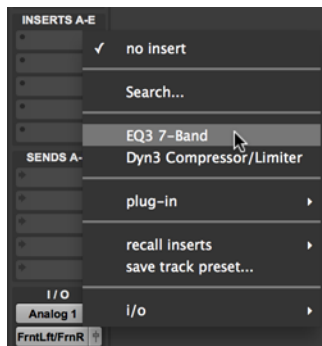 INSERTS A-E
✓ no insert
Search...
EQ3 7-Band
Dyn3 Compressor/Limiter
SENDS A-
plug-in
recall inserts
save track preset...
I / O
i/o
Analog 1
FrntLft/FrnR